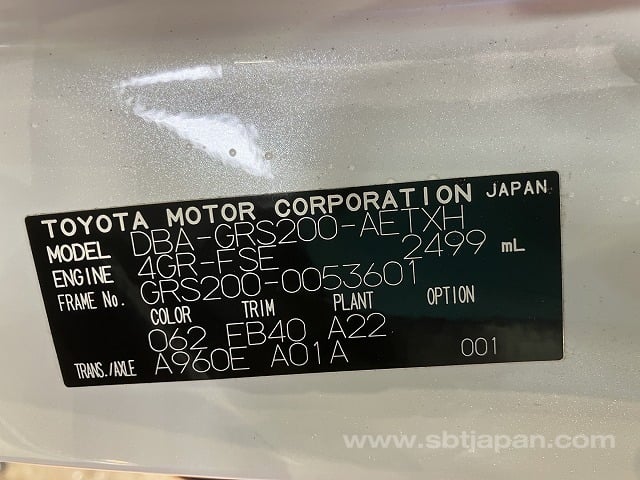 TOYOTA MOTOR CORPORATION JAPAN
MODEL DBA-GRS200-AETXH
ENGINE 4GR-FSE 2499 mL
FRAME No. GRS200-0053601
COLOR TRIM PLANT OPTION
062 FB40 A22
TRANS./AXLE A960E A01A 001
www.sbtjapan.com